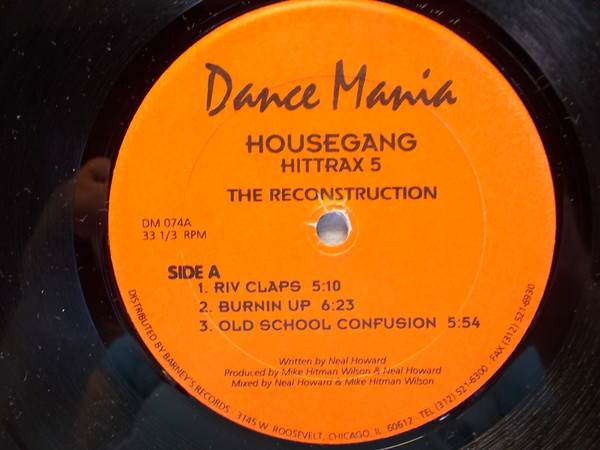 Dance Mania
HOUSEGANG
HITTRAX 5
THE RECONSTRUCTION
DM 074A
33 1/3 RPM
SIDE A
1. RIV CLAPS 5:10
2. BURNIN UP 6:23
3. OLD SCHOOL CONFUSION 5:54
Written by Neal Howard
Produced by Mike Hitman Wilson & Neal Howard
Mixed by Neal Howard & Mike Hitman Wilson
DISTRIBUTED BY BARNEY'S RECORDS · 3145 W. ROOSEVELT, CHICAGO, IL 60612 TEL (312) 521-6300 FAX (312) 521-6930